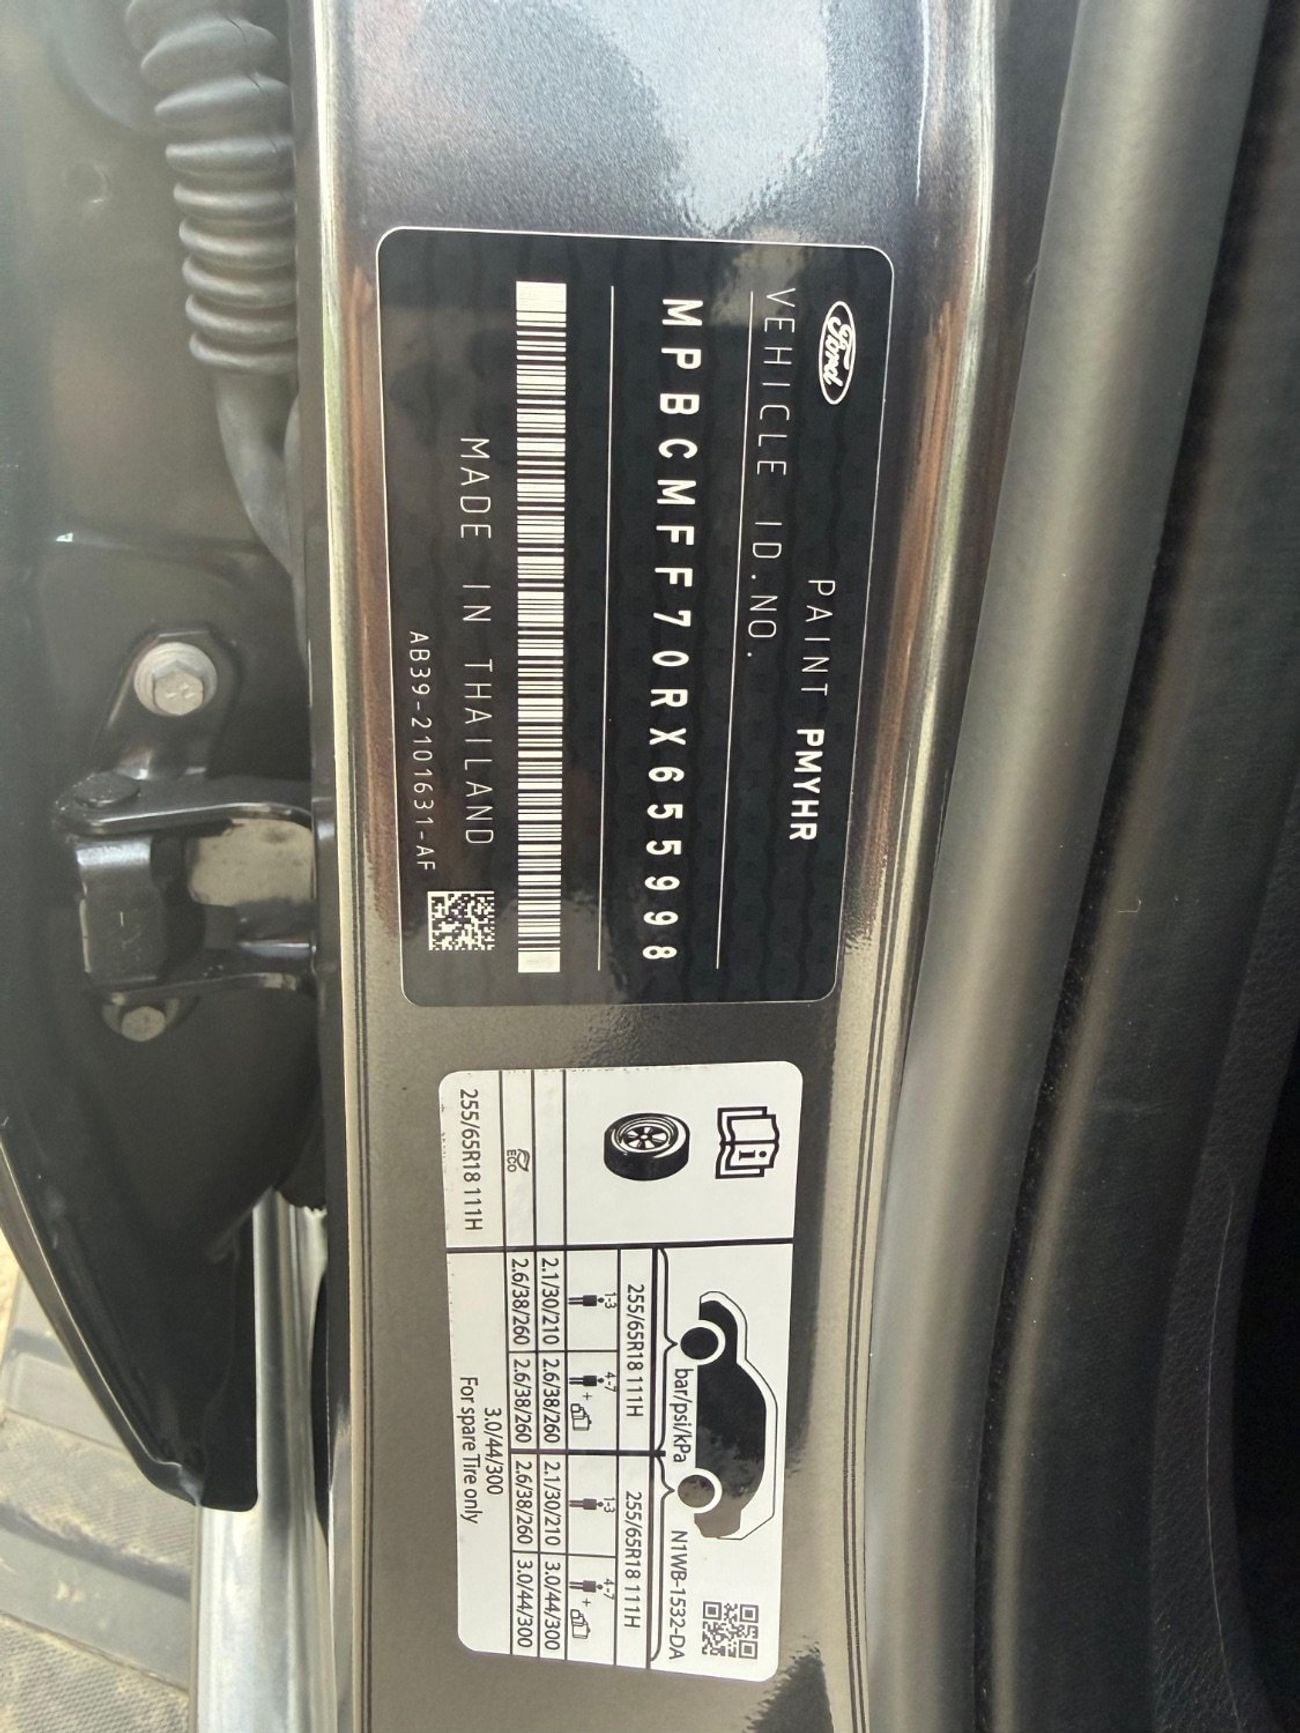 Ford
PAINT PMYHR
VEHICLE ID.NO.
MPBCMFF70RX655998
MADE IN THAILAND
AB39-2101631-AF
i
bar/psi/kPa
N1WB-1532-DA
255/65R18 111H
255/65R18 111H
1-3
4-7
+
1-3
4-7
+
2.1/30/210 2.6/38/260 2.1/30/210 3.0/44/300
ECO 2.6/38/260 2.6/38/260 2.6/38/260 3.0/44/300
255/65R18 111H
3.0/44/300
For spare Tire only